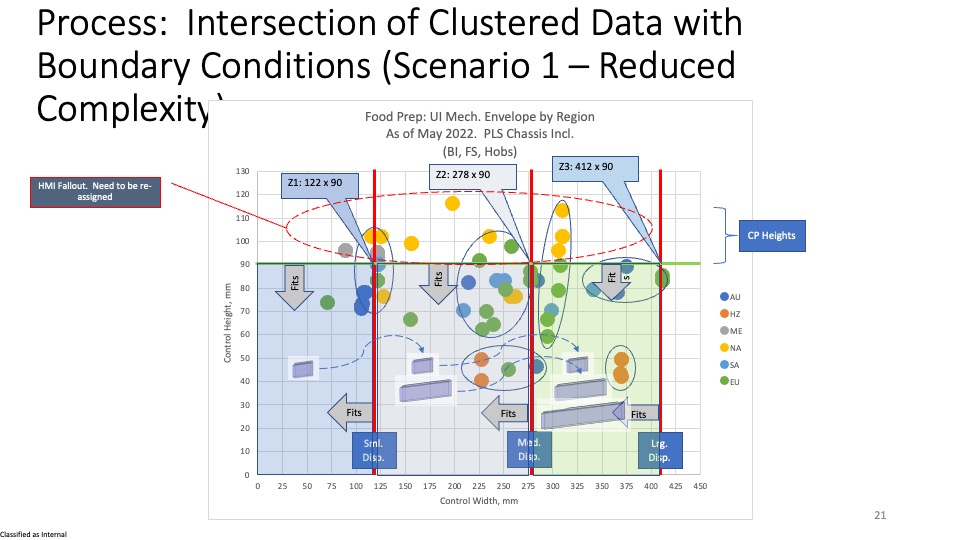 Process:  Intersection of Clustered Data with
Boundary Conditions (Scenario 1 – Reduced
Complexity)
Food Prep: UI Mech. Envelope by Region
As of May 2022.  PLS Chassis Incl.
(BI, FS, Hobs)
HMI Fallout.  Need to be re-
assigned
Z1: 122 x 90
Z2: 278 x 90
Z3: 412 x 90
CP Heights
Control Height, mm
130
120
110
100
90
80
70
60
50
40
30
20
10
0
Fits
Fits
Fit
s
Fits
Fits
Fits
Sml.
Disp.
Med.
Disp.
Lrg.
Disp.
AU
HZ
ME
NA
SA
EU
0 25 50 75 100 125 150 175 200 225 250 275 300 325 350 375 400 425 450
Control Width, mm
21
Classified as Internal